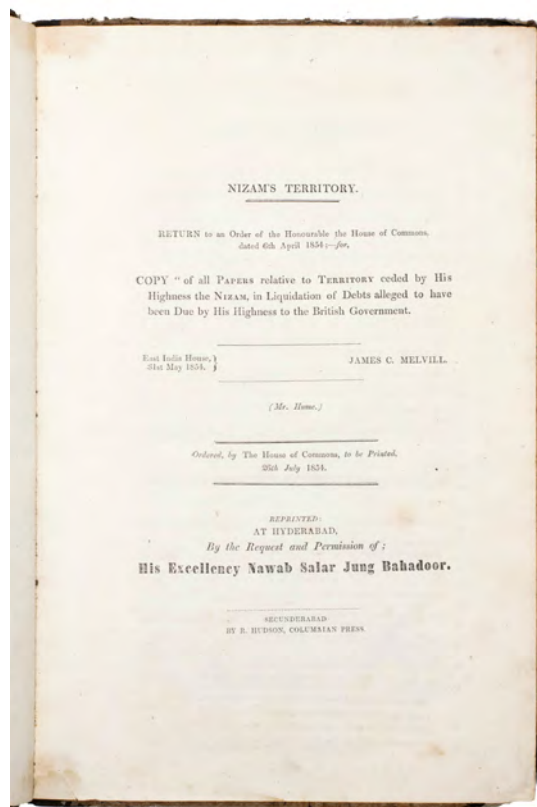 NIZAM'S TERRITORY.
RETURN to an Order of the Honourable the House of Commons,
dated 6th April 1854;—for,
COPY " of all PAPERS relative to TERRITORY ceded by His
Highness the NIZAM, in Liquidation of Debts alleged to have
been Due by His Highness to the British Government.
East India House,}
31st May 1854. }
JAMES C. MELVILL.
(Mr. Hume.)
Ordered, by The House of Commons, to be Printed,
26th July 1854.
REPRINTED:
AT HYDERABAD,
By the Request and Permission of;
His Excellency Nawab Salar Jung Bahadoor.
SECUNDERABAD
BY R. HUDSON, COLUMBIAN PRESS